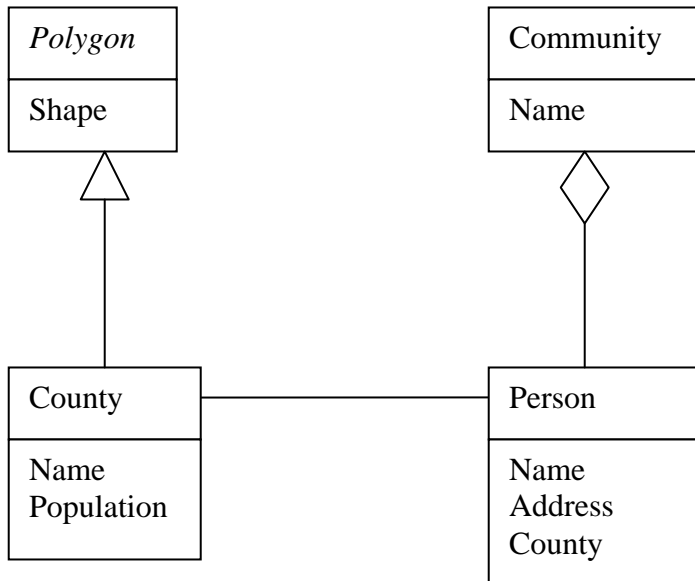 Polygon
Shape
Community
Name
County
Name
Population
Person
Name
Address
County